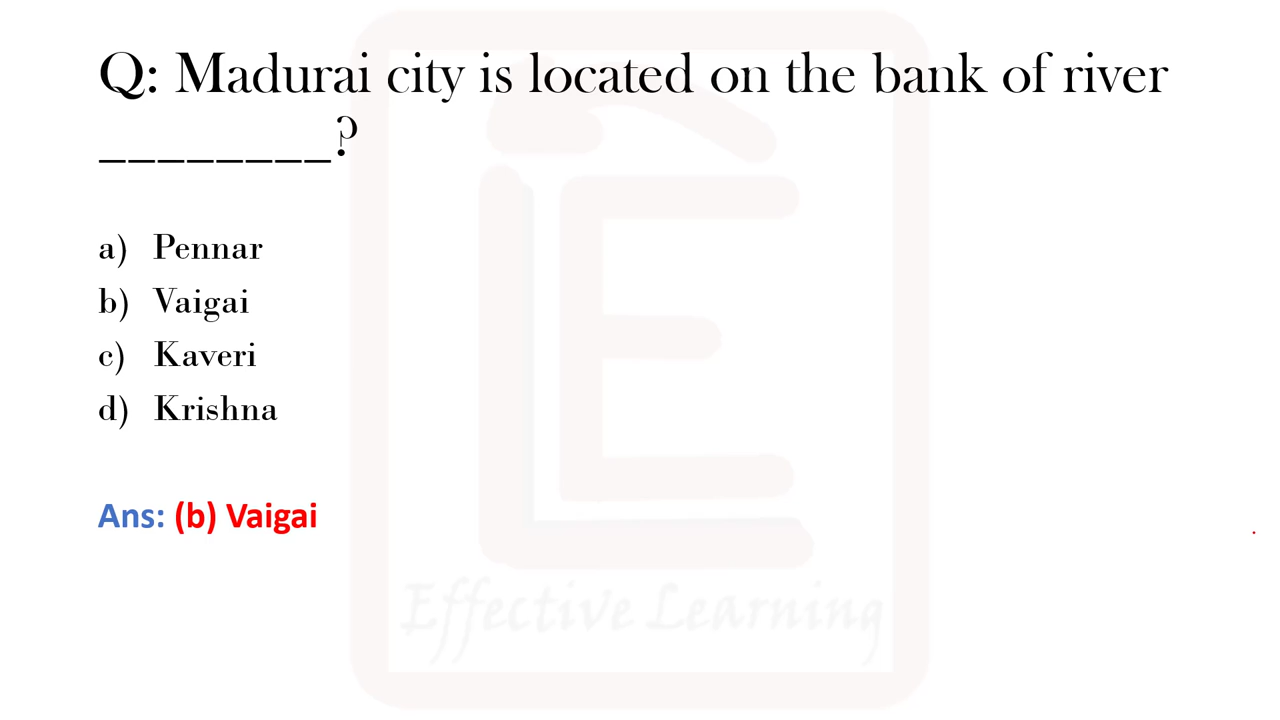 Q: Madurai city is located on the bank of river
________?
a) Pennar
b) Vaigai
c) Kaveri
d) Krishna
Ans: (b) Vaigai
Effective Learning